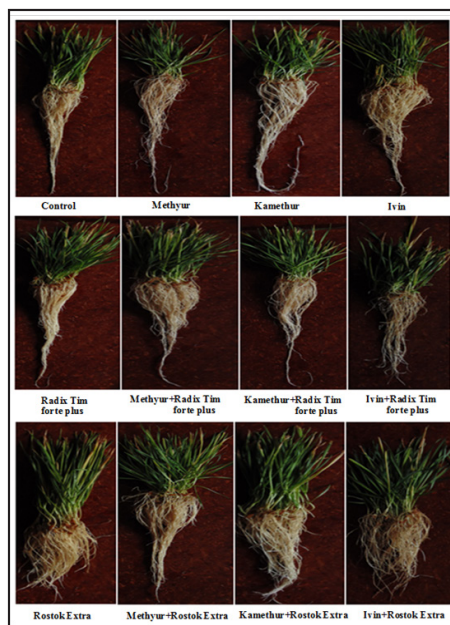 Control
Methyur
Kamethur
Ivin
Radix Tim
forte plus
Methyur+Radix Tim
forte plus
Kamethur+Radix Tim
forte plus
Ivin+Radix Tim
forte plus
Rostok Extra
Methyur+Rostok Extra
Kamethur+Rostok Extra
Ivin+Rostok Extra